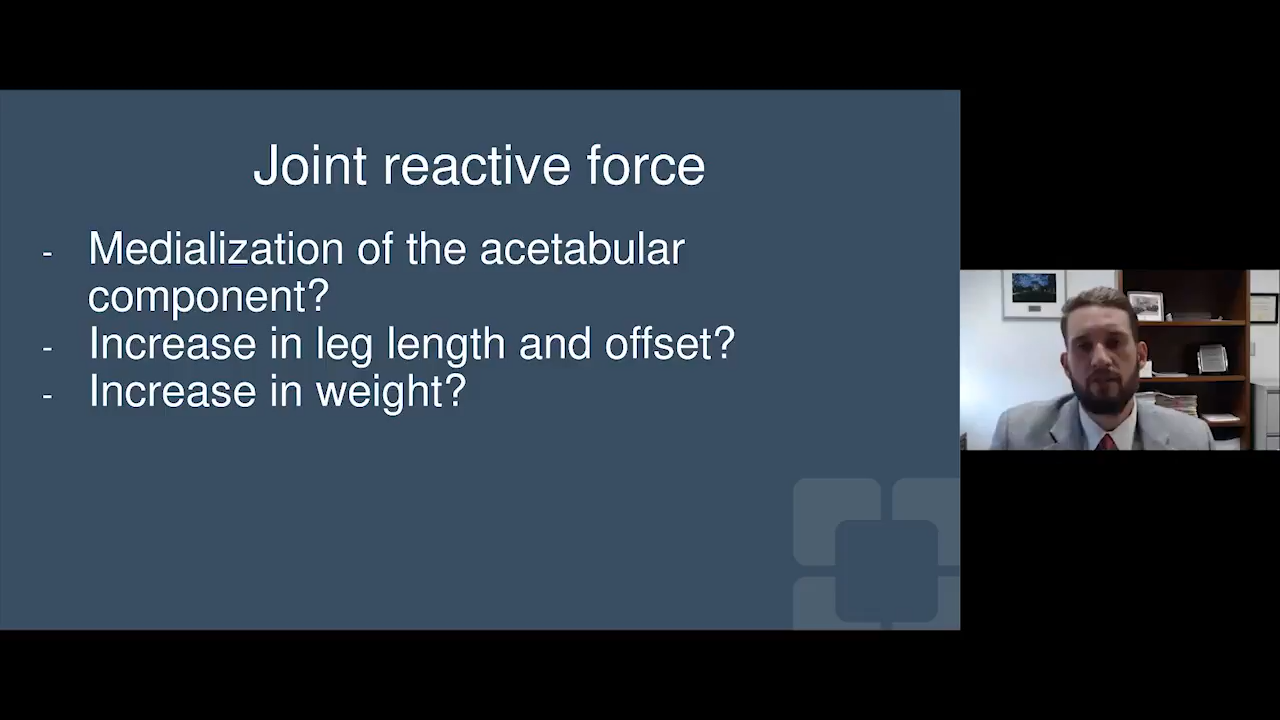 Joint reactive force
- Medialization of the acetabular
component?
- Increase in leg length and offset?
- Increase in weight?